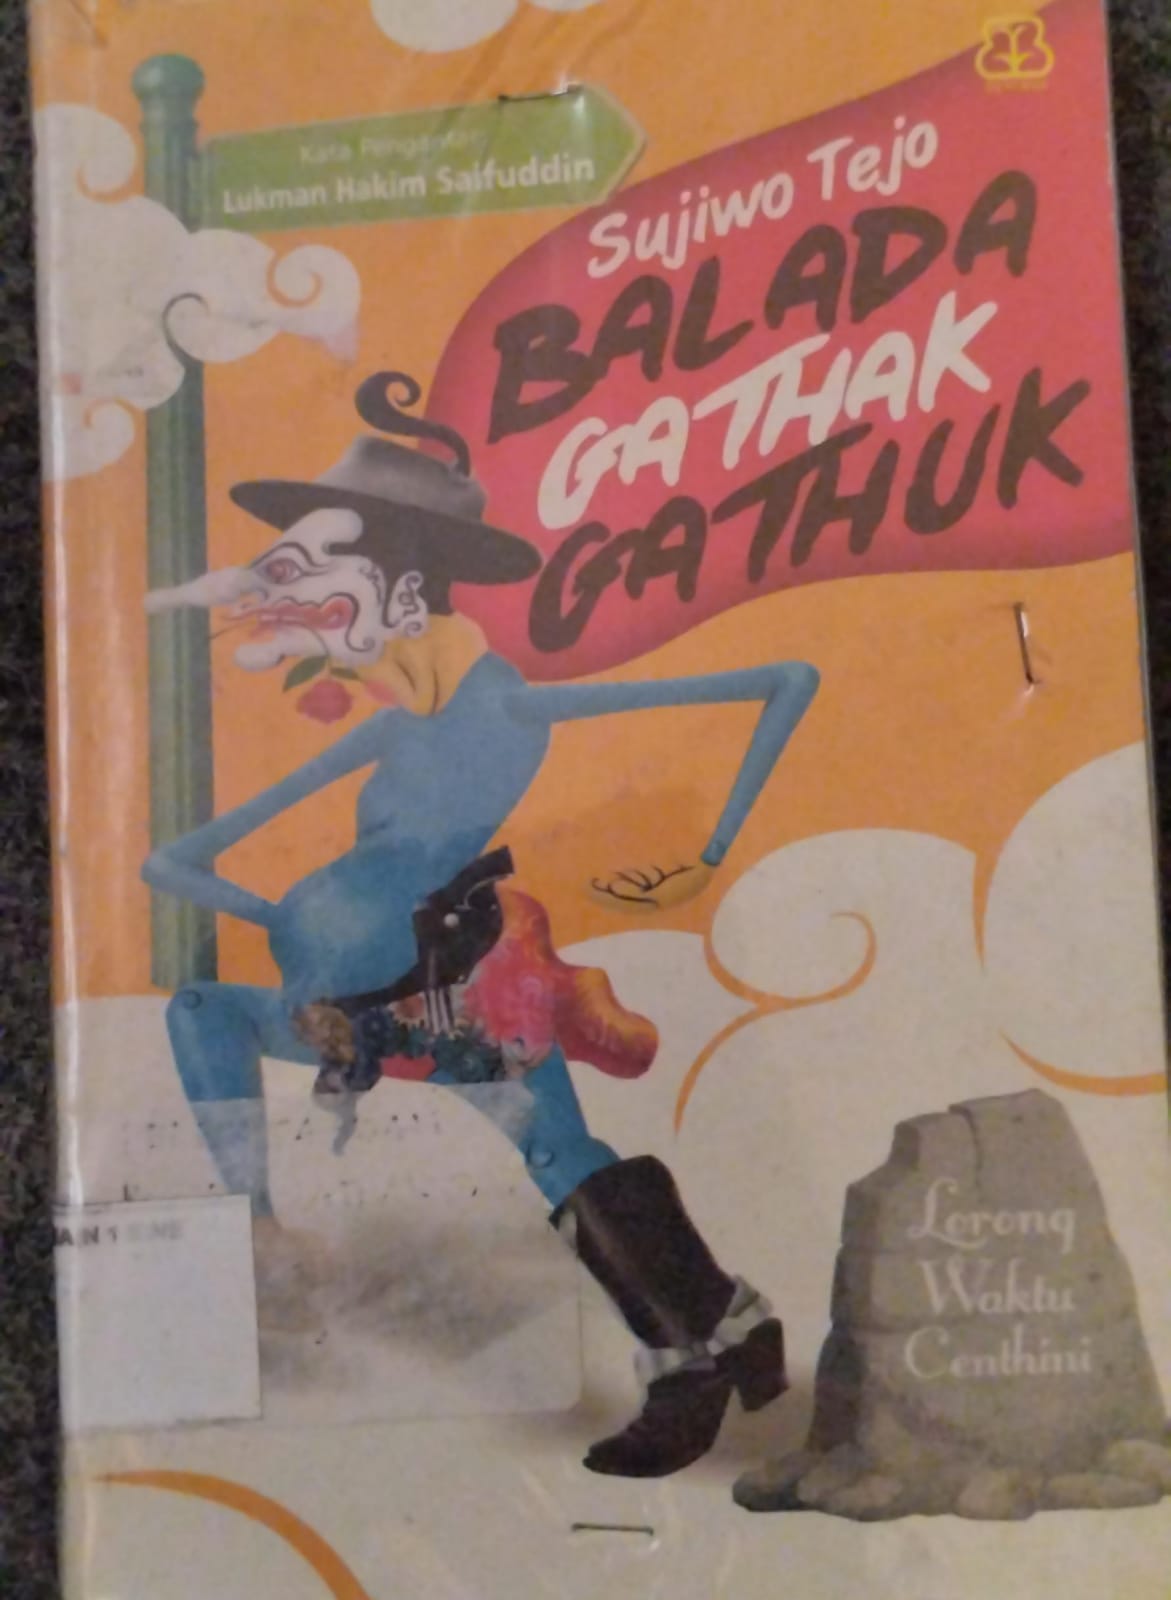 Kata Pengantar
Lukman Hakim Saifuddin
Sujiwo Tejo
BALADA
GATHAK
GATHUK
Lorong
Waktu
Centhini